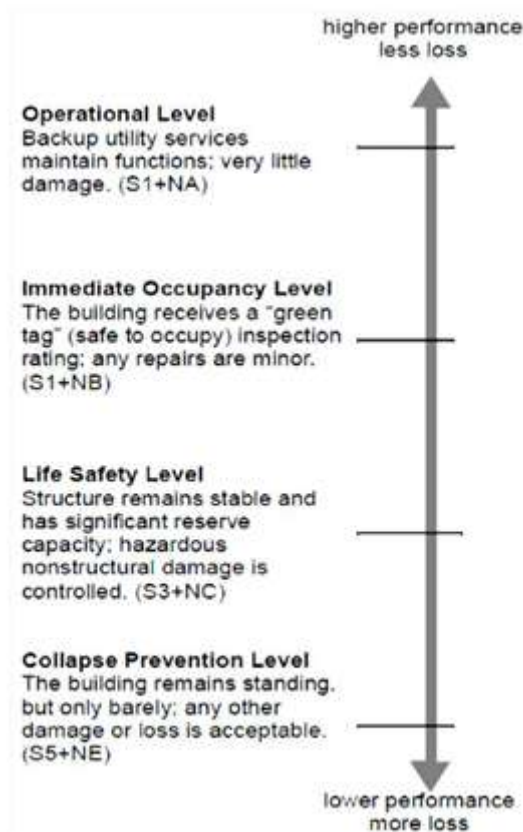 higher performance
less loss
Operational Level
Backup utility services
maintain functions; very little
damage. (S1+NA)
Immediate Occupancy Level
The building receives a "green
tag" (safe to occupy) inspection
rating; any repairs are minor.
(S1+NB)
Life Safety Level
Structure remains stable and
has significant reserve
capacity; hazardous
nonstructural damage is
controlled. (S3+NC)
Collapse Prevention Level
The building remains standing,
but only barely; any other
damage or loss is acceptable.
(S5+NE)
lower performance
more loss